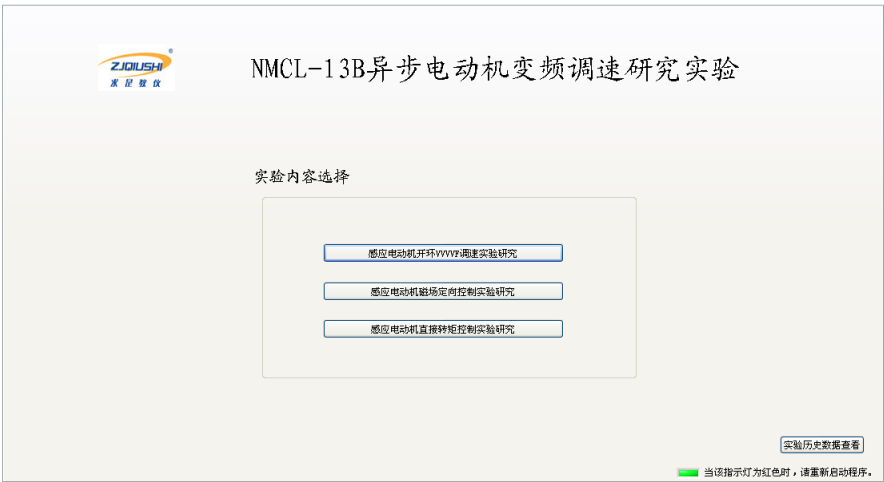 ZJQIUSHI®
求是教仪
NMCL-13B异步电动机变频调速研究实验
实验内容选择
感应电动机开环VVVVF调速实验研究
感应电动机磁场定向控制实验研究
感应电动机直接转矩控制实验研究
实验历史数据查看
当该指示灯为红色时，请重新启动程序。